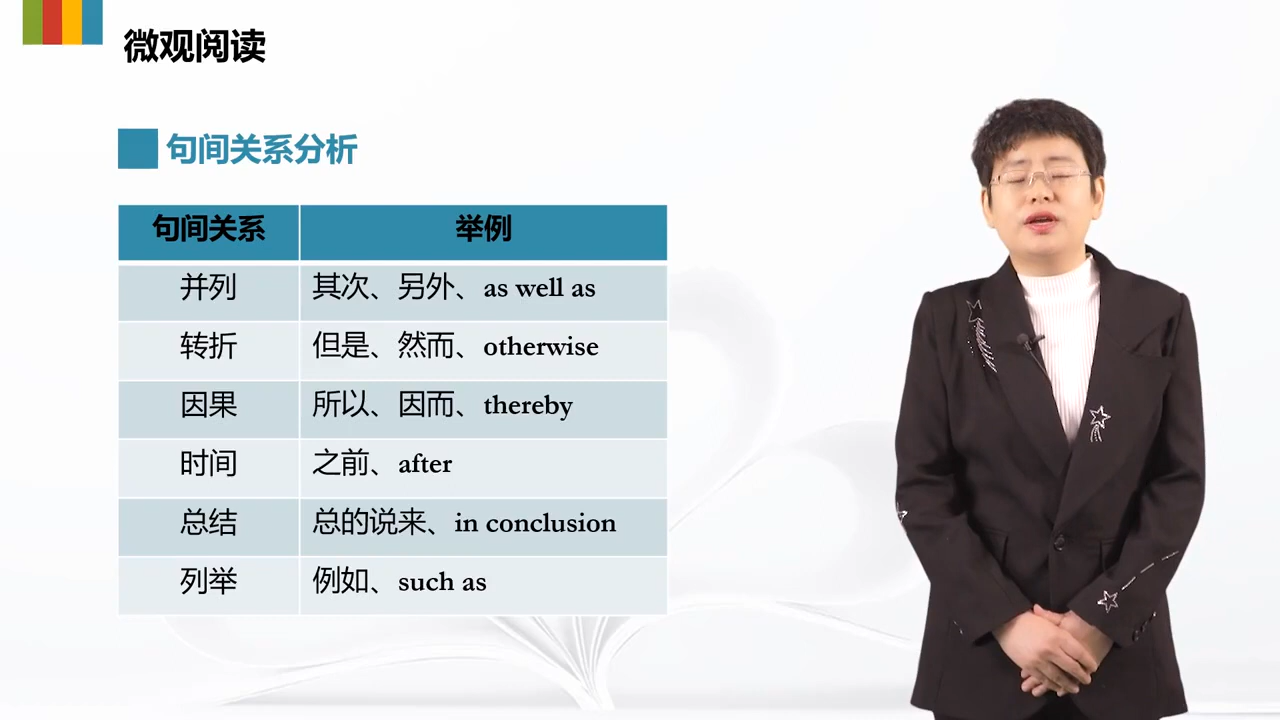 微观阅读
句间关系分析
句间关系 举例
并列 其次、另外、as well as
转折 但是、然而、otherwise
因果 所以、因而、thereby
时间 之前、after
总结 总的说来、in conclusion
列举 例如、such as